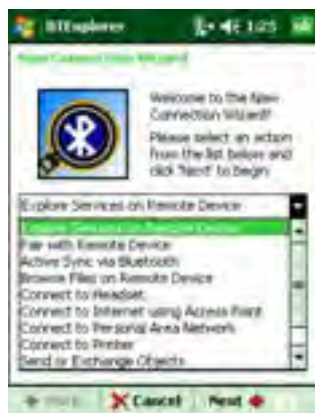 BTExplorer 1:25 ok
New Connection Wizard
Welcome to the New
Connection Wizard!
Please select an action
from the list below and
click 'Next' to begin
Explore Services on Remote Device
Explore Services on Remote Device
Pair with Remote Device
Active Sync via Bluetooth
Browse Files on Remote Device
Connect to Headset
Connect to Internet using Access Point
Connect to Personal Area Network
Connect to Printer
Send or Exchange Objects
Cancel Next